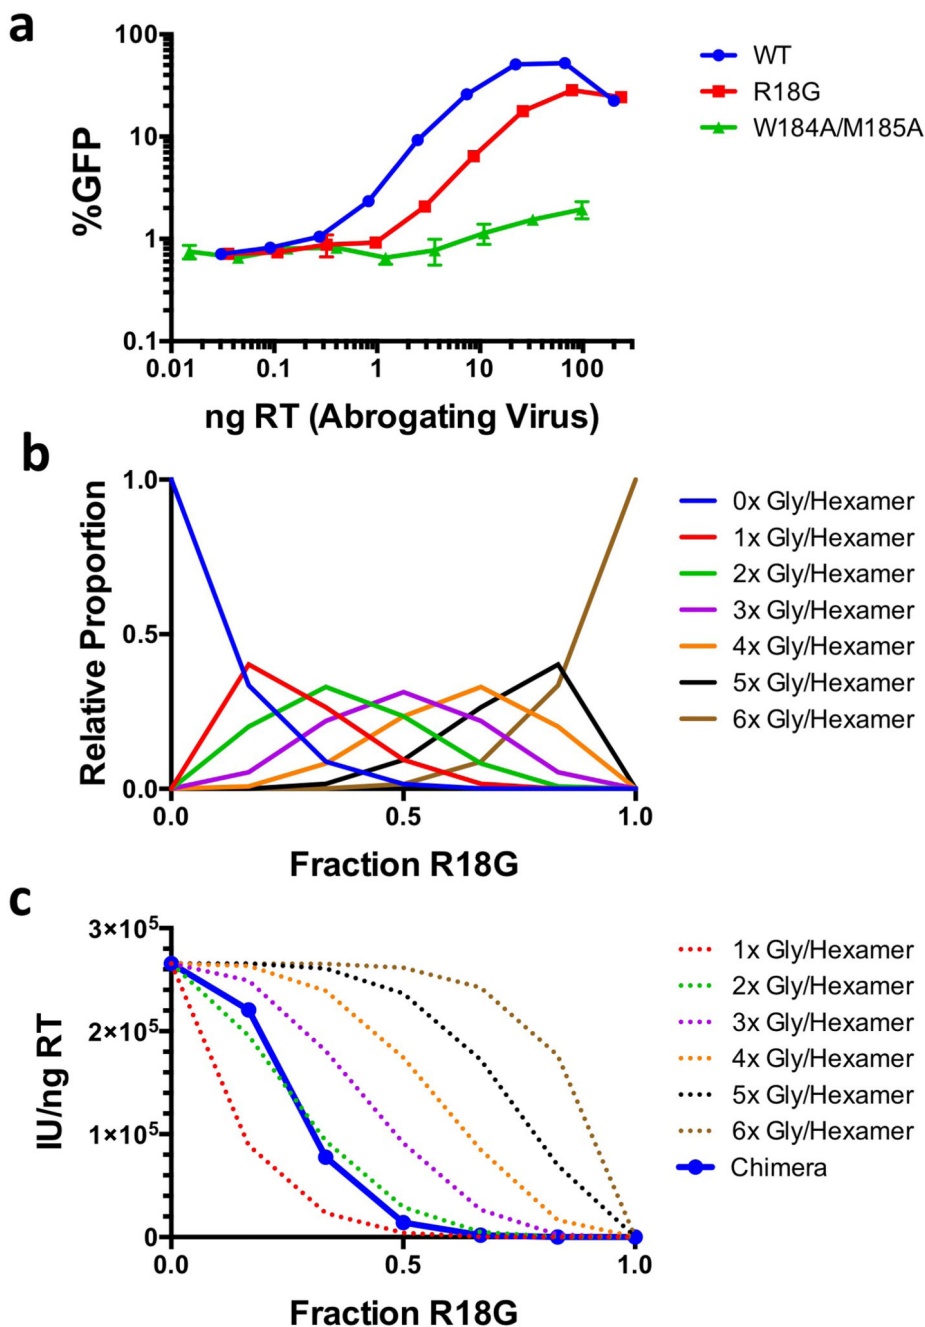 a
100
10
1
0.1
%GFP
0.01 0.1 1 10 100
ng RT (Abrogating Virus)
WT
R18G
W184A/M185A
b
1.0
0.5
0.0
Relative Proportion
0.0 0.5 1.0
Fraction R18G
0x Gly/Hexamer
1x Gly/Hexamer
2x Gly/Hexamer
3x Gly/Hexamer
4x Gly/Hexamer
5x Gly/Hexamer
6x Gly/Hexamer
c
3×10⁵
2×10⁵
1×10⁵
0
IU/ng RT
0.0 0.5 1.0
Fraction R18G
1x Gly/Hexamer
2x Gly/Hexamer
3x Gly/Hexamer
4x Gly/Hexamer
5x Gly/Hexamer
6x Gly/Hexamer
Chimera